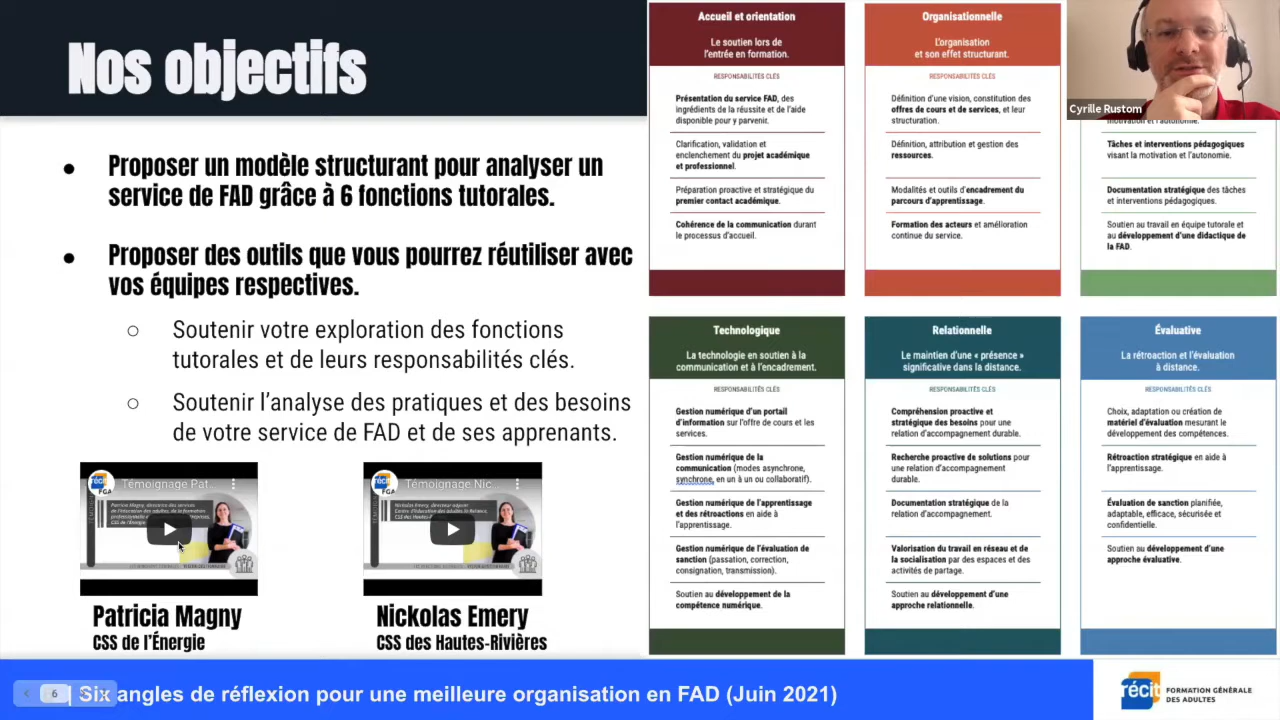 Nos objectifs
Proposer un modèle structurant pour analyser un
service de FAD grâce à 6 fonctions tutorales.
Proposer des outils que vous pourrez réutiliser avec
vos équipes respectives.
Soutenir votre exploration des fonctions
tutorales et de leurs responsabilités clés.
Soutenir l'analyse des pratiques et des besoins
de votre service de FAD et de ses apprenants.
récit
FGA
Témoignage Pat...
Patricia Magny
CSS de l'Énergie
récit
FGA
Témoignage Nic...
Nickolas Emery
CSS des Hautes-Rivières
Accueil et orientation
Le soutien lors de
l'entrée en formation.
RESPONSABILITÉS CLÉS
Présentation du service FAD, des
ingrédients de la réussite et de l'aide
disponible pour y parvenir.
Clarification, validation et
enclenchement du projet académique
et professionnel.
Préparation proactive et stratégique du
premier contact académique.
Cohérence de la communication durant
le processus d'accueil.
Organisationnelle
L'organisation
et son effet structurant.
RESPONSABILITÉS CLÉS
Définition d'une vision, constitution des
offres de cours et de services, et leur
structuration.
Définition, attribution et gestion des
ressources.
Modalités et outils d'encadrement du
parcours d'apprentissage.
Formation des acteurs et amélioration
continue du service.
Cyrille Rustom
motivation et l'autonomie.
Tâches et interventions pédagogiques
visant la motivation et l'autonomie.
Documentation stratégique des tâches
et interventions pédagogiques.
Soutien au travail en équipe tutorale et
au développement d'une didactique de
la FAD.
Technologique
La technologie en soutien à la
communication et à l'encadrement.
RESPONSABILITÉS CLÉS
Gestion numérique d'un portail
d'information sur l'offre de cours et les
services.
Gestion numérique de la
communication (modes asynchrone,
synchrone, en un à un ou collaboratif).
Gestion numérique de l'apprentissage
et des rétroactions en aide à
l'apprentissage.
Gestion numérique de l'évaluation de
sanction (passation, correction,
consignation, transmission).
Soutien au développement de la
compétence numérique.
Relationnelle
Le maintien d'une « présence »
significative dans la distance.
RESPONSABILITÉS CLÉS
Compréhension proactive et
stratégique des besoins pour une
relation d'accompagnement durable.
Recherche proactive de solutions pour
une relation d'accompagnement
durable.
Documentation stratégique de la
relation d'accompagnement.
Valorisation du travail en réseau et de
la socialisation par des espaces et des
activités de partage.
Soutien au développement d'une
approche relationnelle.
Évaluative
La rétroaction et l'évaluation
à distance.
RESPONSABILITÉS CLÉS
Choix, adaptation ou création de
matériel d'évaluation mesurant le
développement des compétences.
Rétroaction stratégique en aide à
l'apprentissage.
Évaluation de sanction planifiée,
adaptable, efficace, sécurisée et
confidentielle.
Soutien au développement d'une
approche évaluative.
6
| Six angles de réflexion pour une meilleure organisation en FAD (Juin 2021)
récit
FORMATION GÉNÉRALE
DES ADULTES